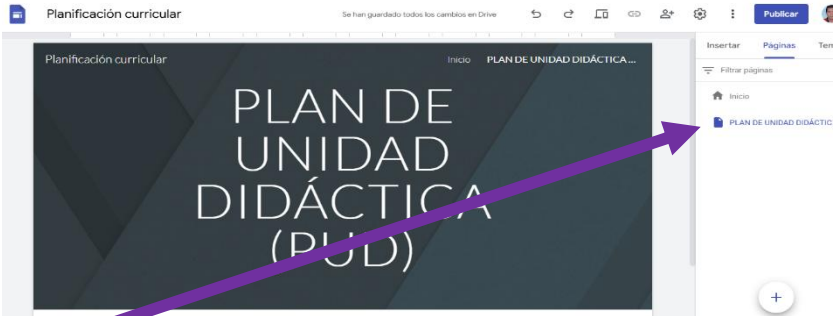 Planificación curricular
Se han guardado todos los cambios en Drive
Publicar
Insertar Páginas Tem
Planificación curricular
Inicio PLAN DE UNIDAD DIDÁCTICA ...
Filtrar páginas
Inicio
PLAN DE UNIDAD DIDÁCTIC
PLAN DE
UNIDAD
DIDÁCTICA
(PUD)